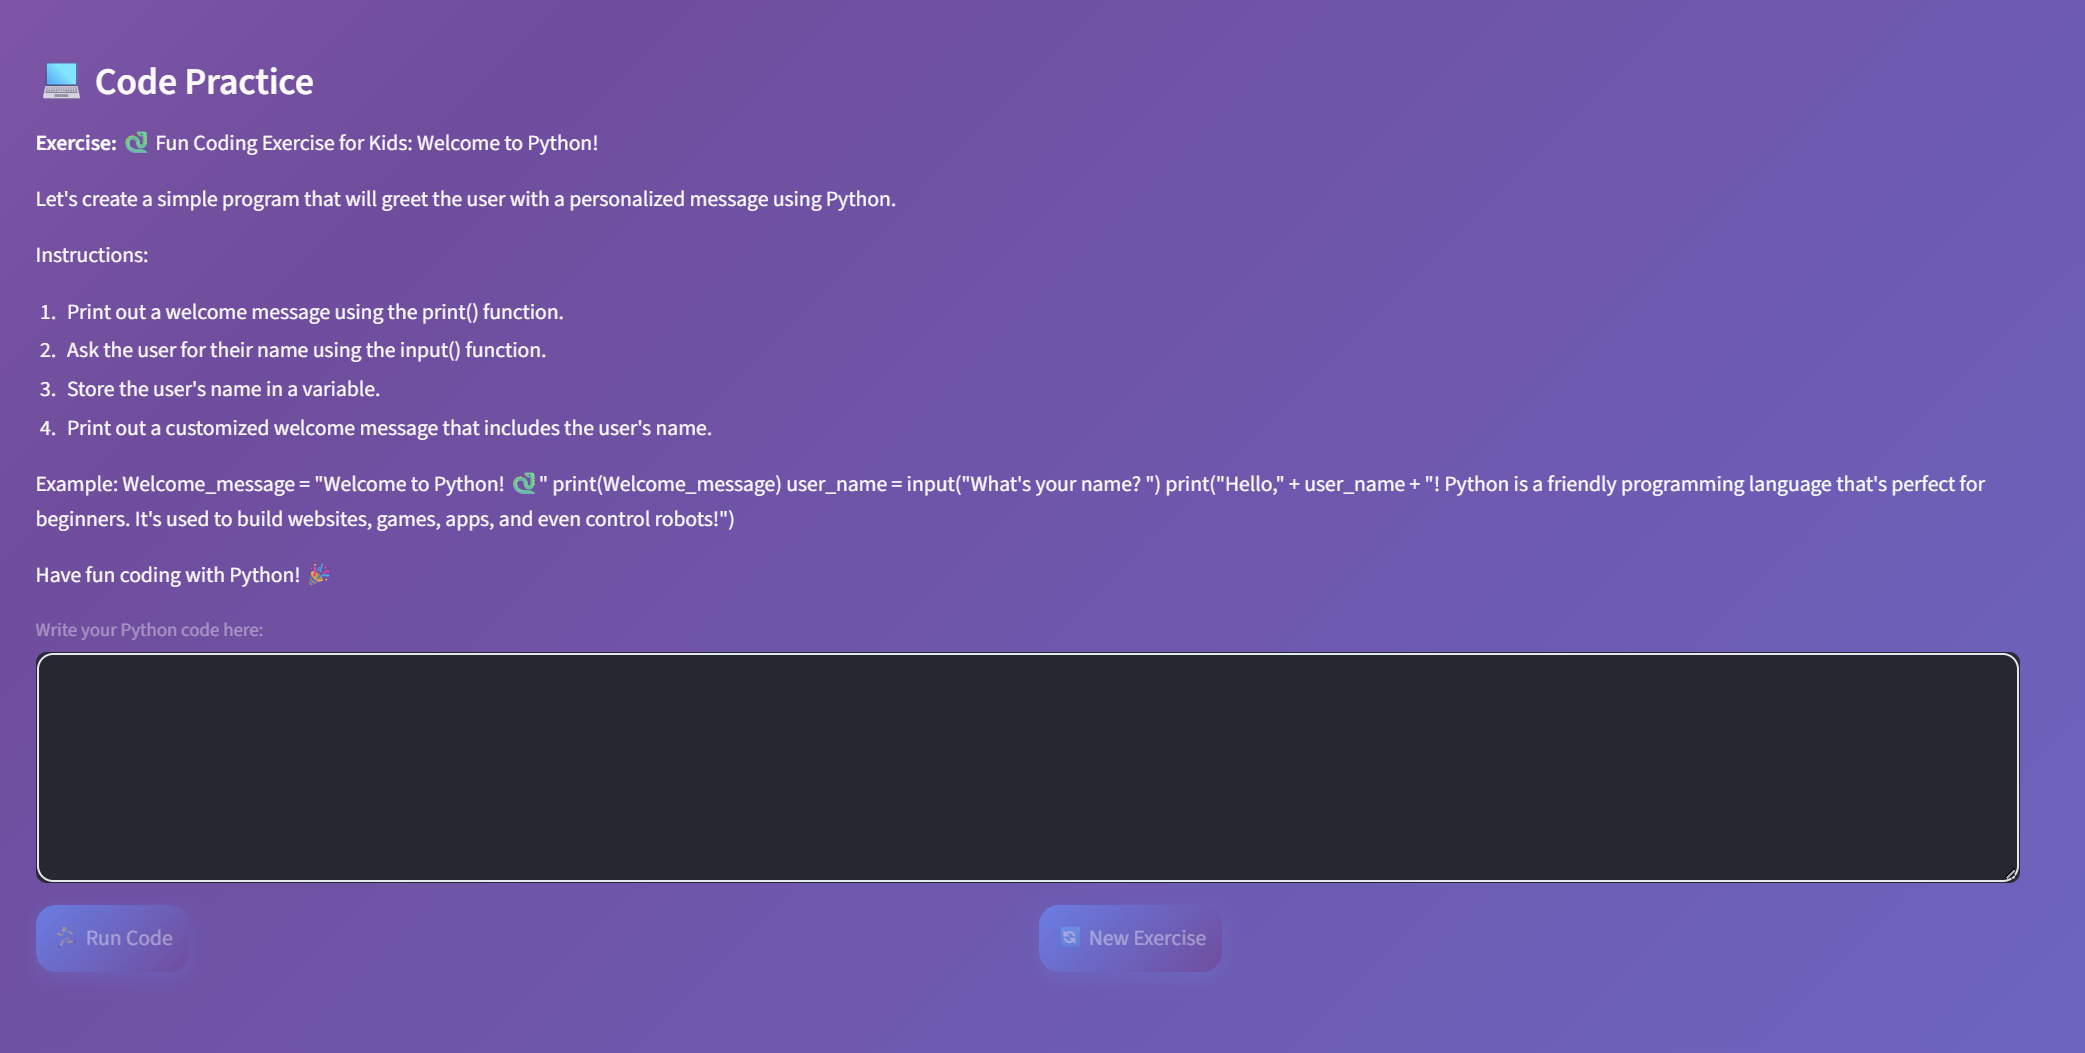 💻 Code Practice
Exercise: 🐍 Fun Coding Exercise for Kids: Welcome to Python!
Let's create a simple program that will greet the user with a personalized message using Python.
Instructions:
1. Print out a welcome message using the print() function.
2. Ask the user for their name using the input() function.
3. Store the user's name in a variable.
4. Print out a customized welcome message that includes the user's name.
Example: Welcome_message = "Welcome to Python! 🐍" print(Welcome_message) user_name = input("What's your name? ") print("Hello," + user_name + "! Python is a friendly programming language that's perfect for
beginners. It's used to build websites, games, apps, and even control robots!")
Have fun coding with Python! 🎉
Write your Python code here:
Run Code
🔄 New Exercise